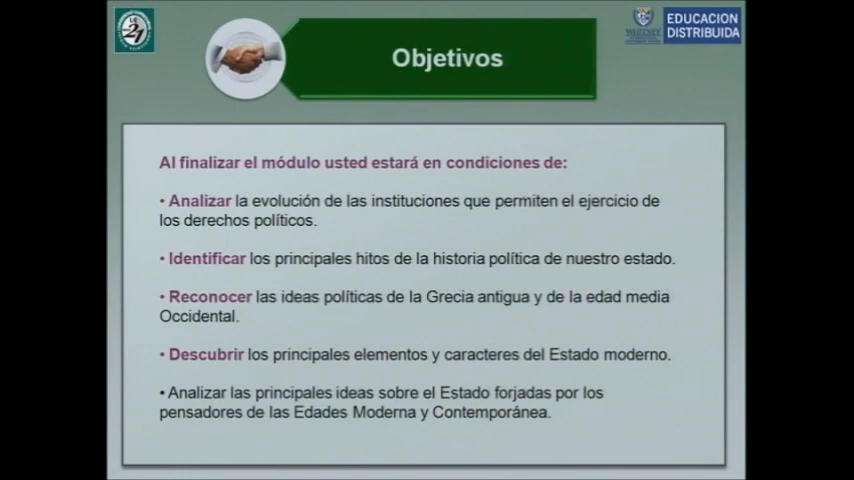 Objetivos
WHITNEY
EDUCACION
DISTRIBUIDA
Al finalizar el módulo usted estará en condiciones de:
• Analizar la evolución de las instituciones que permiten el ejercicio de
los derechos políticos.
• Identificar los principales hitos de la historia política de nuestro estado.
• Reconocer las ideas políticas de la Grecia antigua y de la edad media
Occidental.
• Descubrir los principales elementos y caracteres del Estado moderno.
• Analizar las principales ideas sobre el Estado forjadas por los
pensadores de las Edades Moderna y Contemporánea.